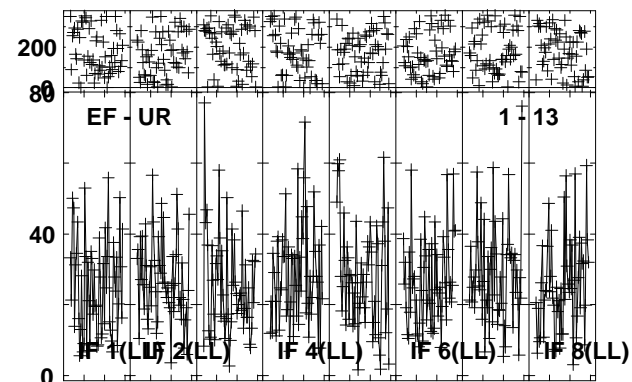 200
0
80
EF - UR 1 - 13
40
0
IF 1(LL) IF 2(LL) IF 4(LL) IF 6(LL) IF 8(LL)